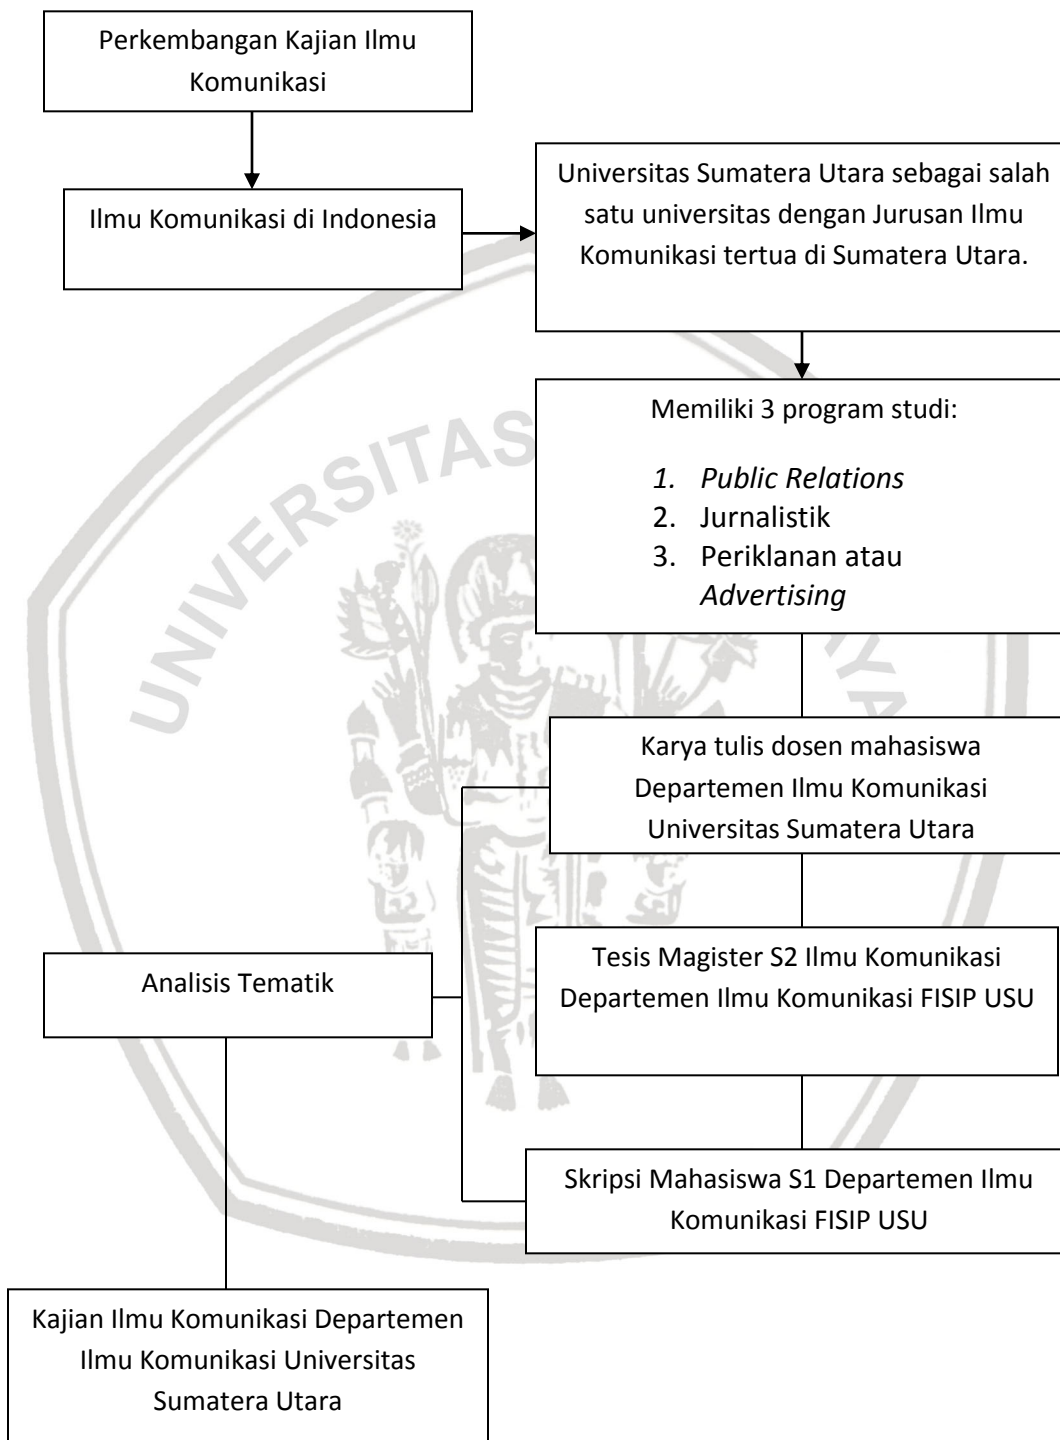 Perkembangan Kajian Ilmu
Komunikasi
Ilmu Komunikasi di Indonesia
Universitas Sumatera Utara sebagai salah
satu universitas dengan Jurusan Ilmu
Komunikasi tertua di Sumatera Utara.
Memiliki 3 program studi:
1. Public Relations
2. Jurnalistik
3. Periklanan atau
Advertising
UNIVERSITAS
YA
Karya tulis dosen mahasiswa
Departemen Ilmu Komunikasi
Universitas Sumatera Utara
Analisis Tematik
Tesis Magister S2 Ilmu Komunikasi
Departemen Ilmu Komunikasi FISIP USU
Skripsi Mahasiswa S1 Departemen Ilmu
Komunikasi FISIP USU
Kajian Ilmu Komunikasi Departemen
Ilmu Komunikasi Universitas
Sumatera Utara